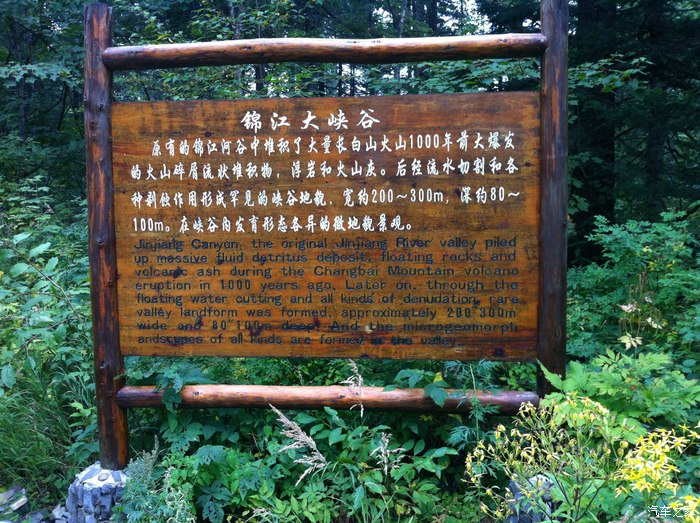 锦江大峡谷
原有的锦江河谷中堆积了大量长白山火山1000年前大爆发
的火山碎屑流状堆积物，浮岩和火山灰。后经流水切割和各
种剥蚀作用形成罕见的峡谷地貌，宽约200～300m，深约80～
100m。在峡谷内发育形态各异的微地貌景观。
Jinjiang Canyon, the original Jinjiang River valley piled
up massive fluid detritus deposit, floating rocks and
volcanic ash during the Changbai Mountain volcano
eruption in 1000 years ago. Later on, through the
floating water cutting and all kinds of denudation, rare
valley landform was formed, approximately 200~300m
wide and 80~100m deep. And the microgeomorph
andscapes of all kinds are formed in the valley.
汽车之家